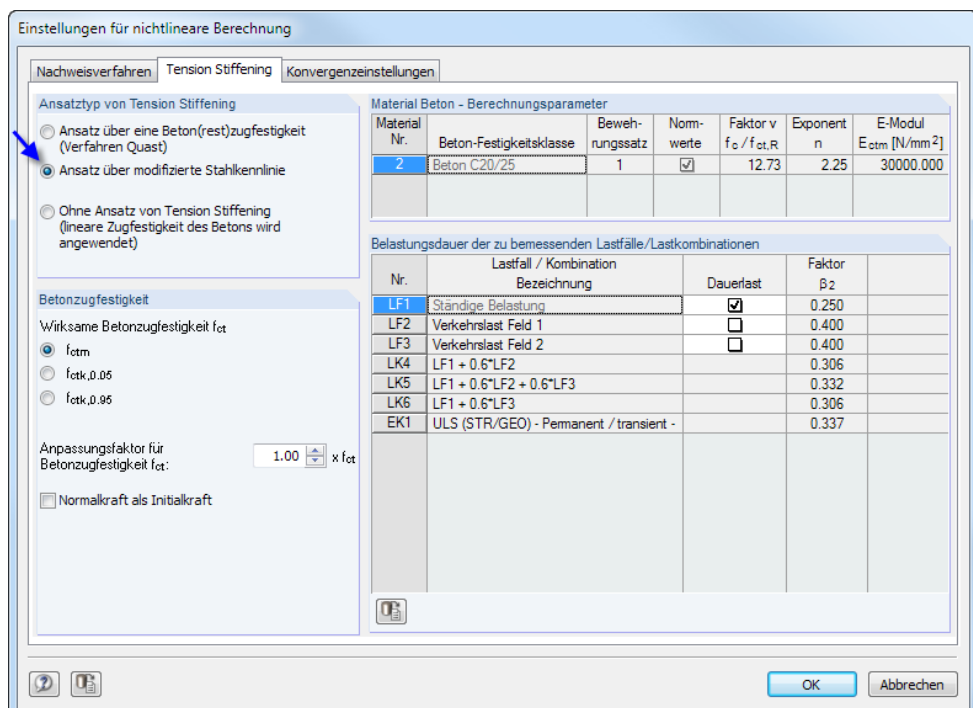 Einstellungen für nichtlineare Berechnung
Nachweisverfahren Tension Stiffening Konvergenzeinstellungen
Ansatztyp von Tension Stiffening
Ansatz über eine Beton(rest)zugfestigkeit
(Verfahren Quast)
Ansatz über modifizierte Stahlkennlinie
Ohne Ansatz von Tension Stiffening
(lineare Zugfestigkeit des Betons wird
angewendet)
Betonzugfestigkeit
Wirksame Betonzugfestigkeit fct
fctm
fctk,0.05
fctk,0.95
Anpassungsfaktor für
Betonzugfestigkeit fct:
1.00 x fct
Normalkraft als Initialkraft
Material Beton - Berechnungsparameter
Material Beweh- Norm- Faktor v Exponent E-Modul
Nr. Beton-Festigkeitsklasse rungssatz werte fc / fct,R n Ectm [N/mm²]
2 Beton C20/25 1 12.73 2.25 30000.000
Belastungsdauer der zu bemessenden Lastfälle/Lastkombinationen
Lastfall / Kombination Faktor
Nr. Bezeichnung Dauerlast β2
LF1 Ständige Belastung 0.250
LF2 Verkehrslast Feld 1 0.400
LF3 Verkehrslast Feld 2 0.400
LK4 LF1 + 0.6*LF2 0.306
LK5 LF1 + 0.6*LF2 + 0.6*LF3 0.332
LK6 LF1 + 0.6*LF3 0.306
EK1 ULS (STR/GEO) - Permanent / transient - 0.337
OK Abbrechen